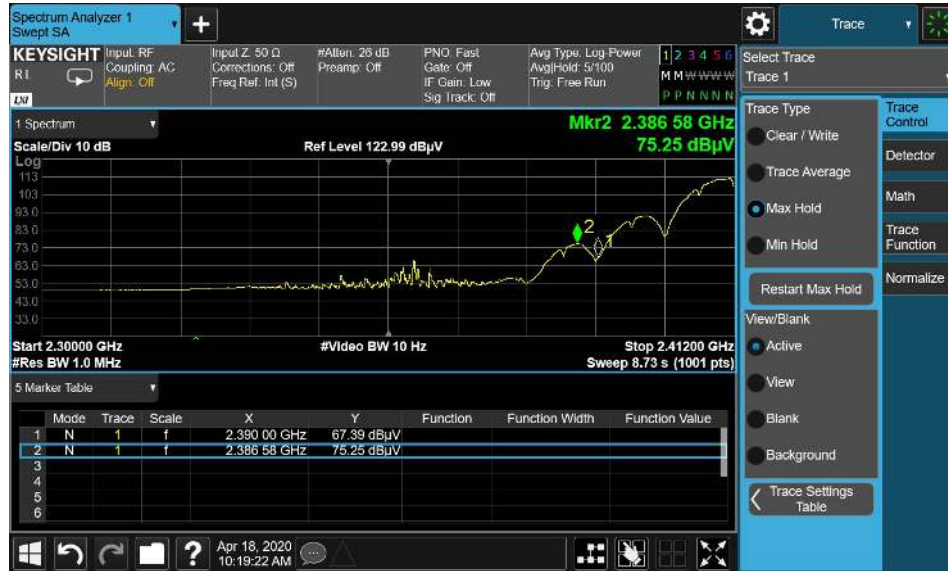 Spectrum Analyzer 1
Swept SA
+
Trace
KEYSIGHT
RL
LXI
Input: RF
Coupling: AC
Align: Off
Input Z: 50 Ω
Corrections: Off
Freq Ref: Int (S)
#Atten: 26 dB
Preamp: Off
PNO: Fast
Gate: Off
IF Gain: Low
Sig Track: Off
Avg Type: Log-Power
Avg|Hold: 5/100
Trig: Free Run
1 2 3 4 5 6
M M W W W W
P P N N N N
Select Trace
Trace 1
1 Spectrum
Scale/Div 10 dB
Ref Level 122.99 dBµV
Mkr2 2.386 58 GHz
75.25 dBµV
Log
113
103
93.0
83.0
73.0
63.0
53.0
43.0
33.0
2
1
Start 2.30000 GHz
#Res BW 1.0 MHz
#Video BW 10 Hz
Stop 2.41200 GHz
Sweep 8.73 s (1001 pts)
5 Marker Table
Mode Trace Scale X Y Function Function Width Function Value
1 N 1 f 2.390 00 GHz 67.39 dBµV
2 N 1 f 2.386 58 GHz 75.25 dBµV
3
4
5
6
Trace Type
Clear / Write
Trace Average
Max Hold
Min Hold
Restart Max Hold
View/Blank
Active
View
Blank
Background
Trace Settings
Table
Trace
Control
Detector
Math
Trace
Function
Normalize
?
Apr 18, 2020
10:19:22 AM